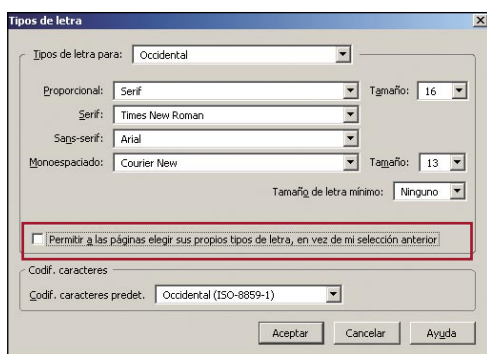 Tipos de letra
Tipos de letra para: Occidental
Proporcional: Serif Tamaño: 16
Serif: Times New Roman
Sans-serif: Arial
Monoespaciado: Courier New Tamaño: 13
Tamaño de letra mínimo: Ninguno
Permitir a las páginas elegir sus propios tipos de letra, en vez de mi selección anterior
Codif. caracteres
Codif. caracteres predet. Occidental (ISO-8859-1)
Aceptar Cancelar Ayuda